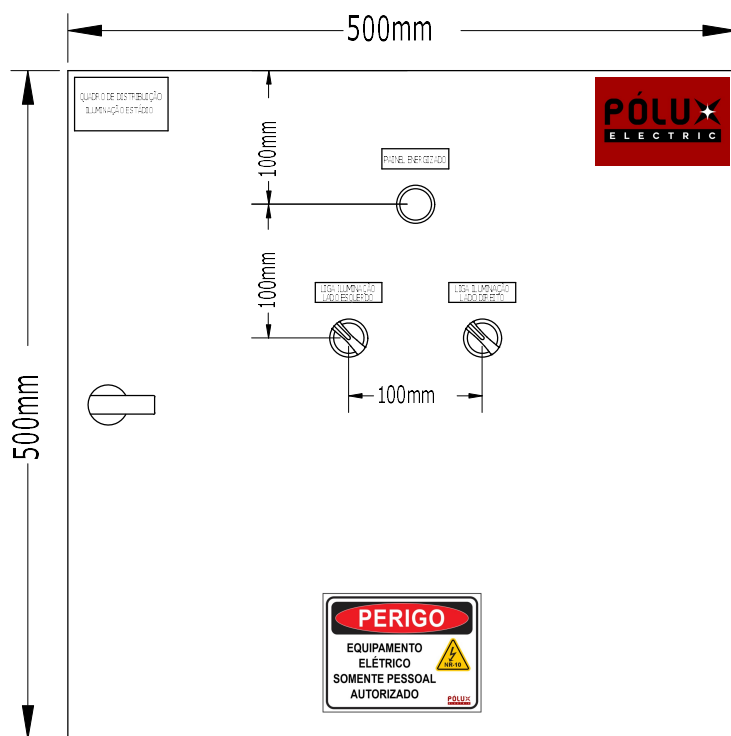 500mm
QUADRO DE DISTRIBUIÇÃO
ILUMINAÇÃO ESTÁDIO
PÓLUX
ELECTRIC
100mm
PAINEL ENERGIZADO
100mm
LIGA ILUMINAÇÃO
LADO ESQUERDO
LIGA ILUMINAÇÃO
LADO DIREITO
100mm
500mm
PERIGO
EQUIPAMENTO
ELÉTRICO
SOMENTE PESSOAL
AUTORIZADO
NR-10
PÓLUX
ELECTRIC